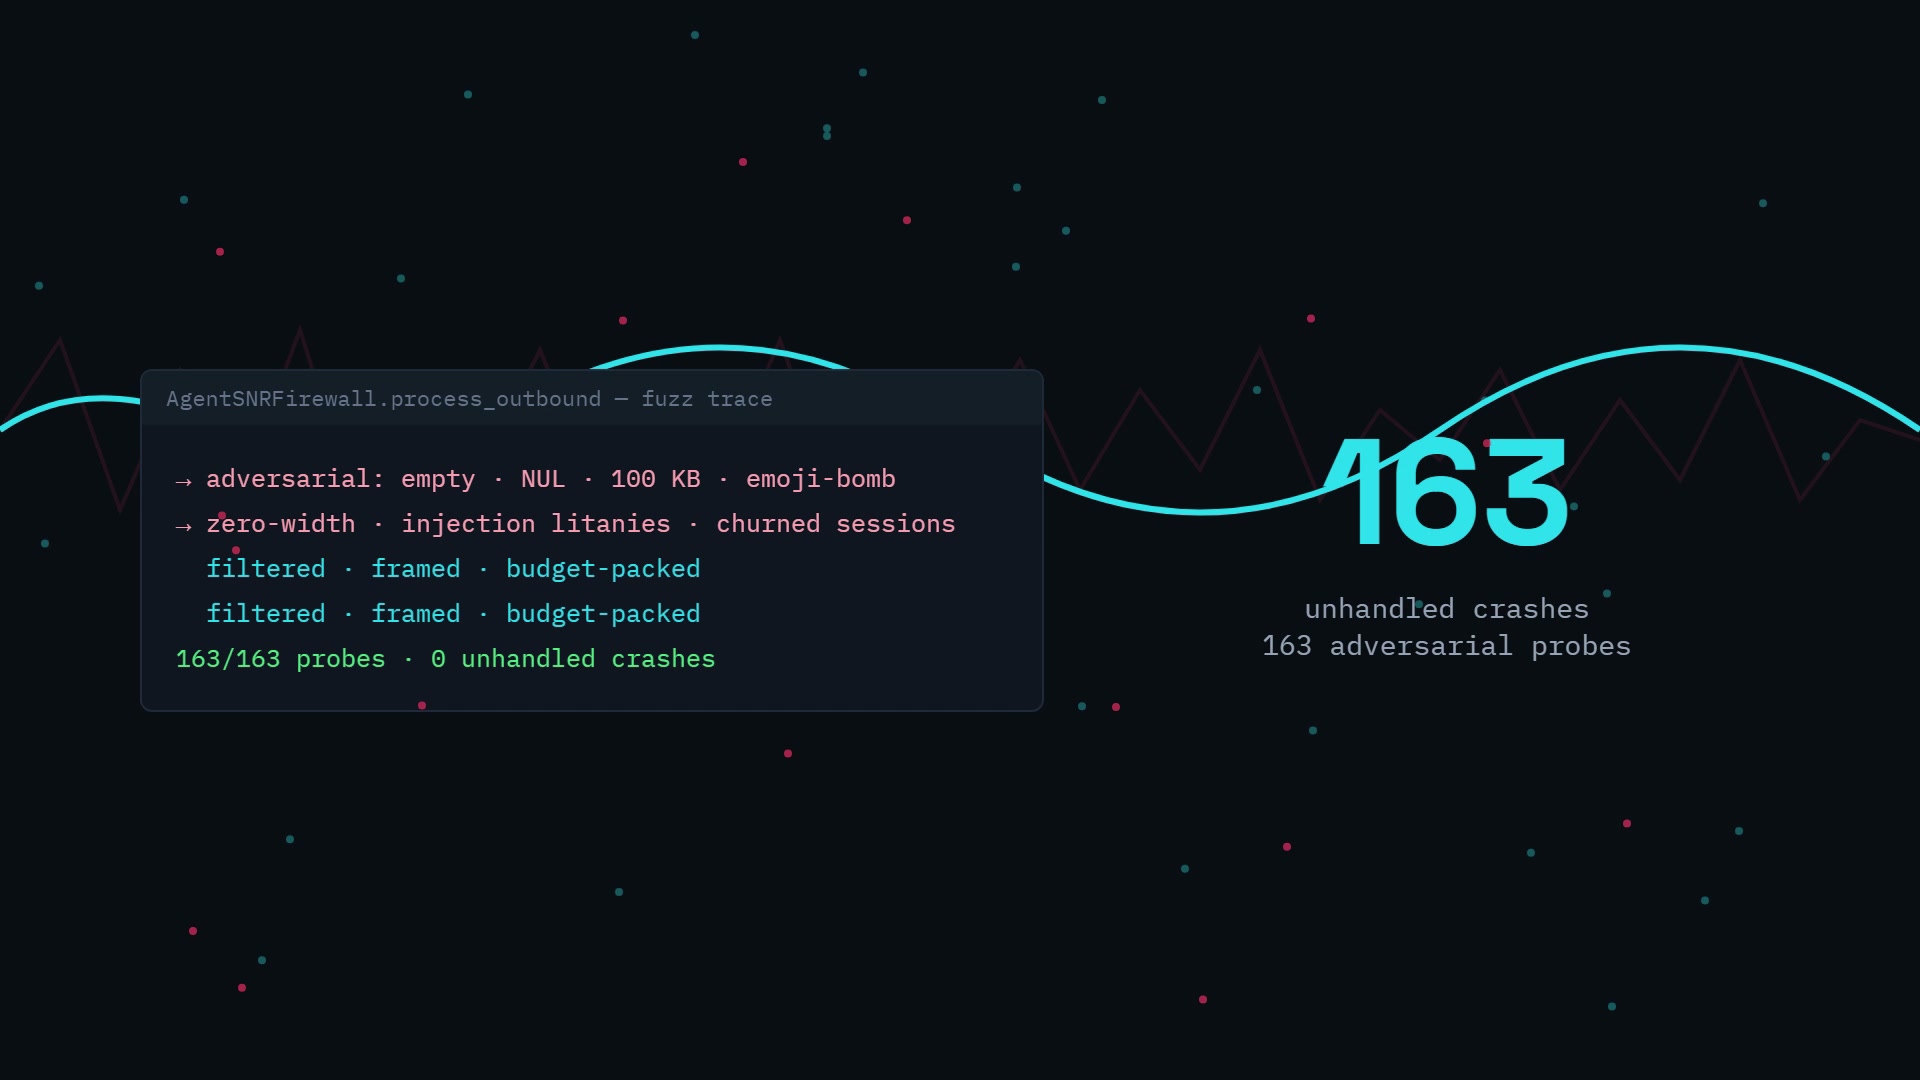 AgentSNRFirewall.process_outbound — fuzz trace
→ adversarial: empty · NUL · 100 KB · emoji-bomb
→ zero-width · injection litanies · churned sessions
filtered · framed · budget-packed
filtered · framed · budget-packed
163/163 probes · 0 unhandled crashes
163
unhandled crashes
163 adversarial probes